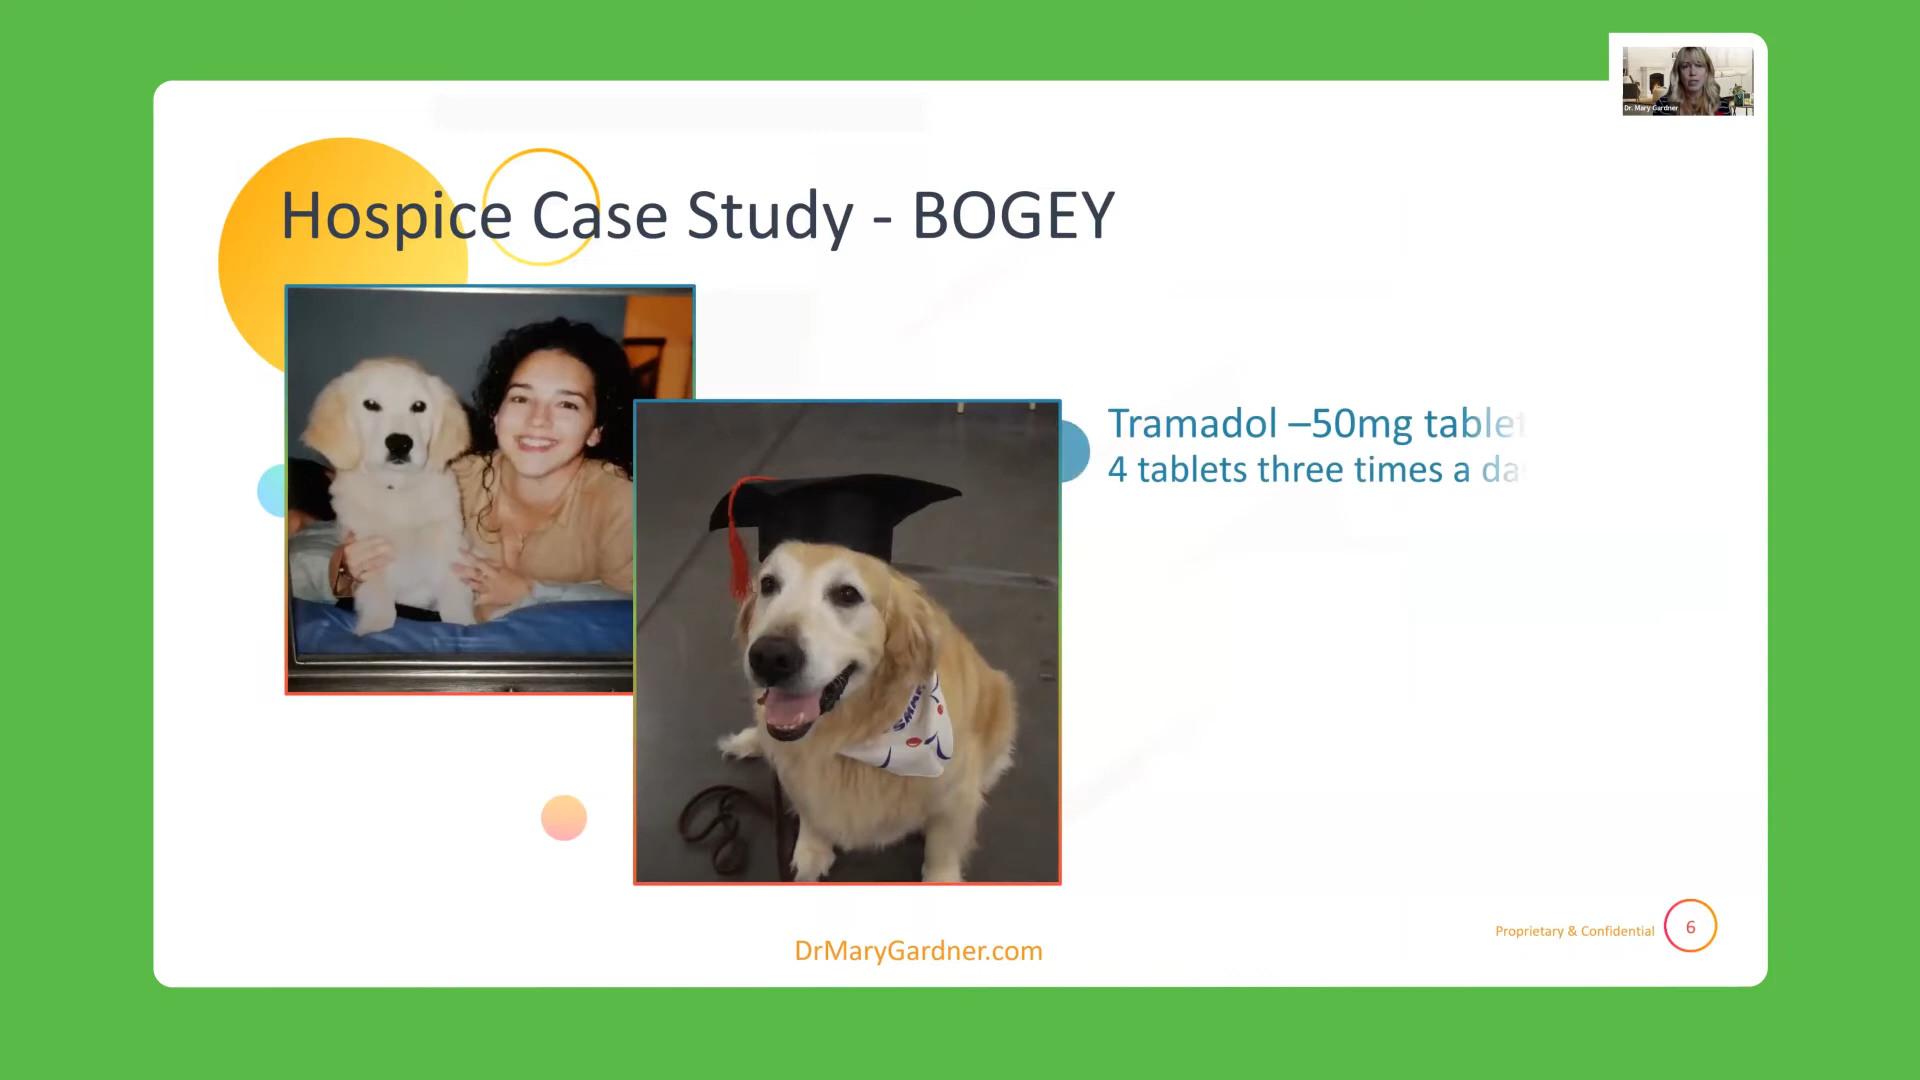 Dr. Mary Gardner
Hospice Case Study - BOGEY
Tramadol –50mg tablet
4 tablets three times a da
SMMR
DrMaryGardner.com
Proprietary & Confidential
6